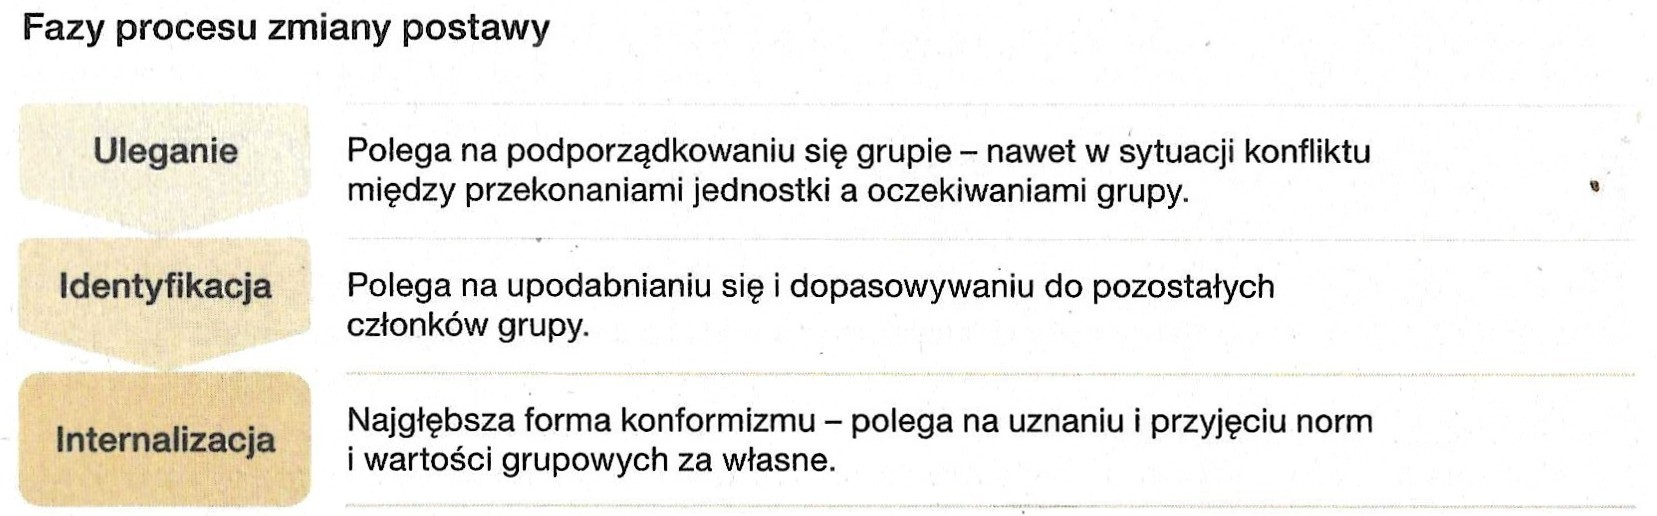 Fazy procesu zmiany postawy
Uleganie
Polega na podporządkowaniu się grupie – nawet w sytuacji konfliktu
między przekonaniami jednostki a oczekiwaniami grupy.
Identyfikacja
Polega na upodabnianiu się i dopasowywaniu do pozostałych
członków grupy.
Internalizacja
Najgłębsza forma konformizmu – polega na uznaniu i przyjęciu norm
i wartości grupowych za własne.